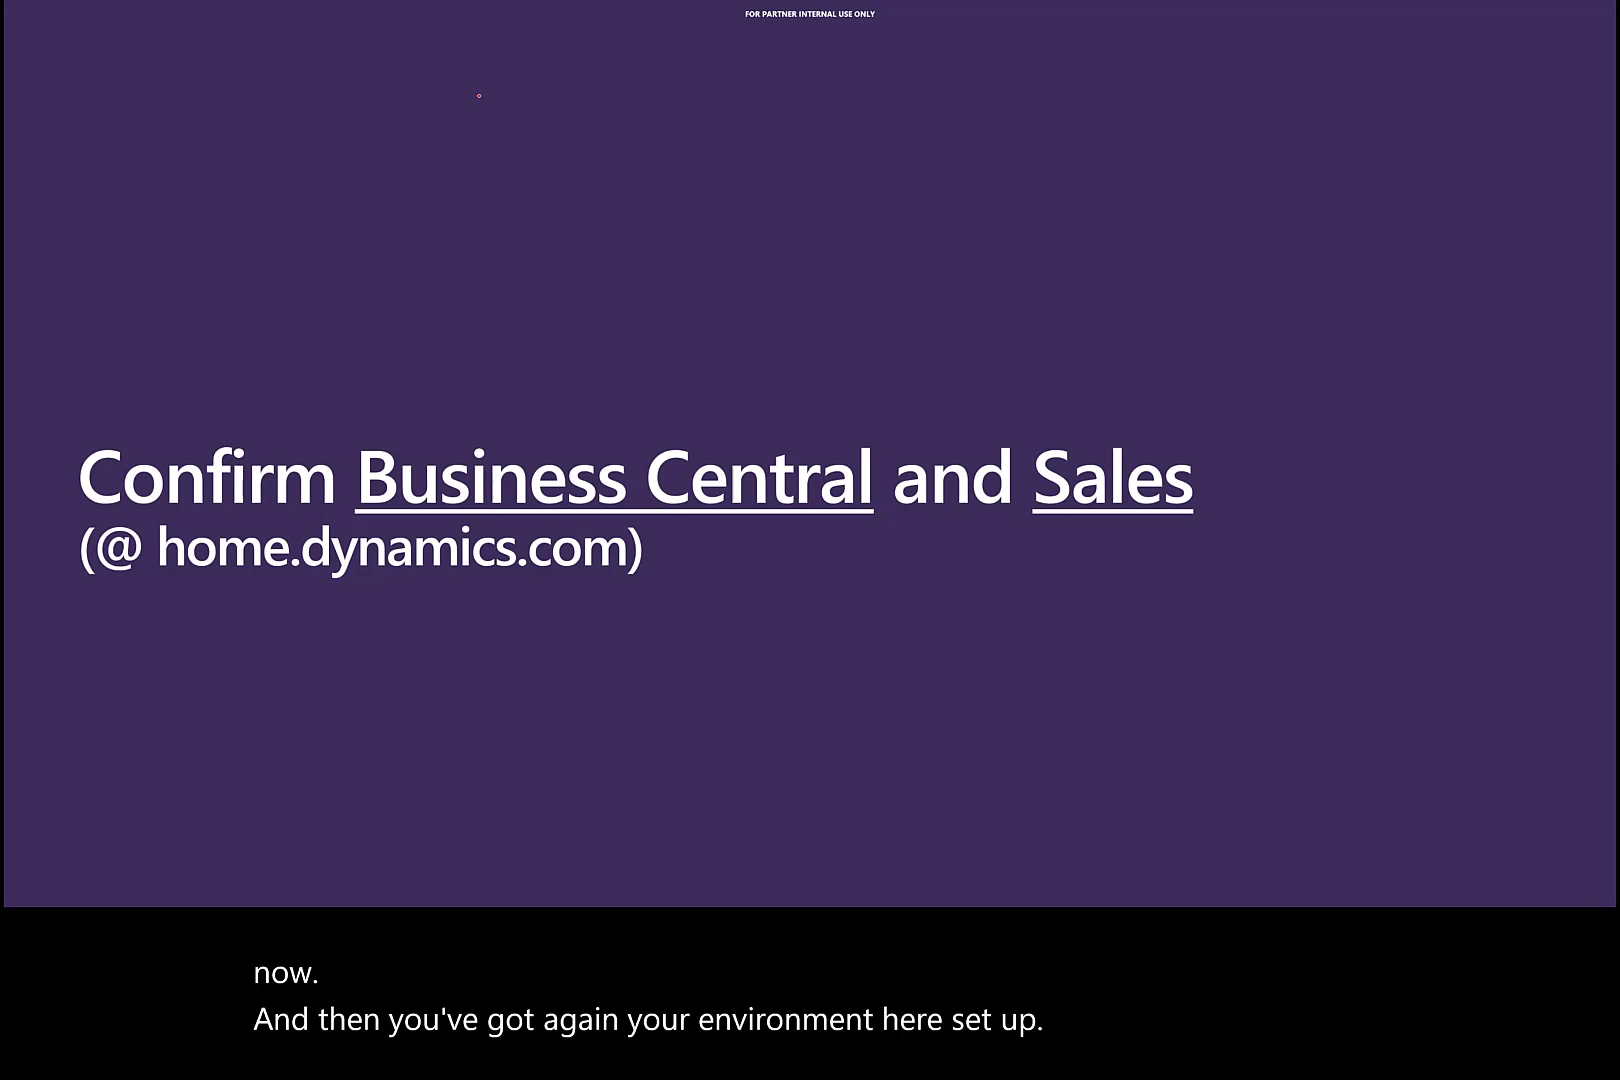 FOR PARTNER INTERNAL USE ONLY
Confirm Business Central and Sales
(@ home.dynamics.com)
now.
And then you've got again your environment here set up.